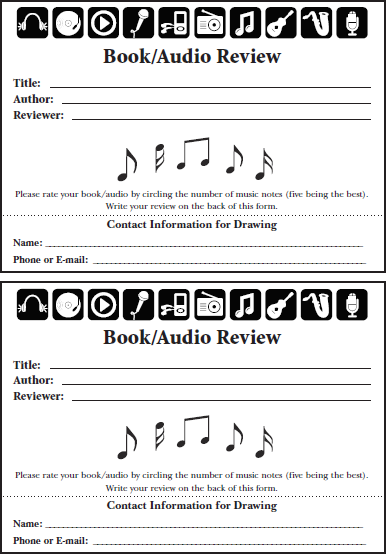 Book/Audio Review
Title:
Author:
Reviewer:
Please rate your book/audio by circling the number of music notes (five being the best).
Write your review on the back of this form.
Contact Information for Drawing
Name:
Phone or E-mail:
Book/Audio Review
Title:
Author:
Reviewer:
Please rate your book/audio by circling the number of music notes (five being the best).
Write your review on the back of this form.
Contact Information for Drawing
Name:
Phone or E-mail: